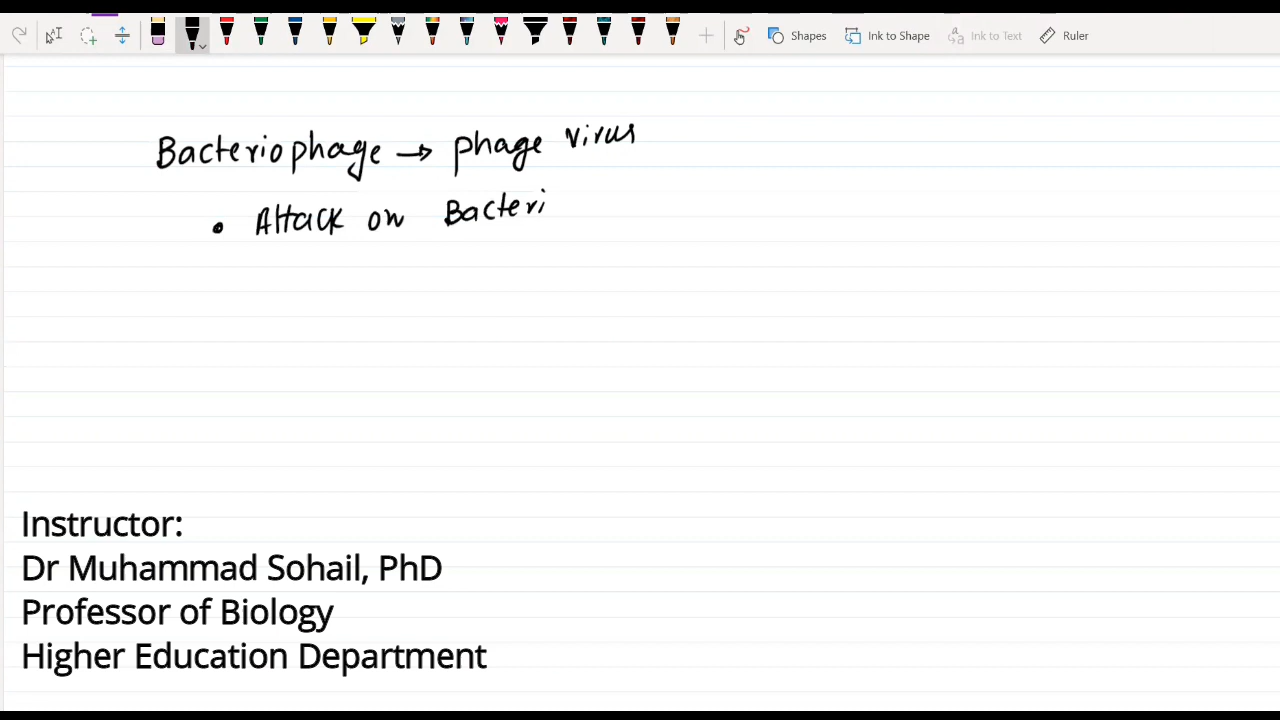 Shapes Ink to Shape Ink to Text Ruler
Bacteriophage → phage virus
• Attack on Bacteri
Instructor:
Dr Muhammad Sohail, PhD
Professor of Biology
Higher Education Department